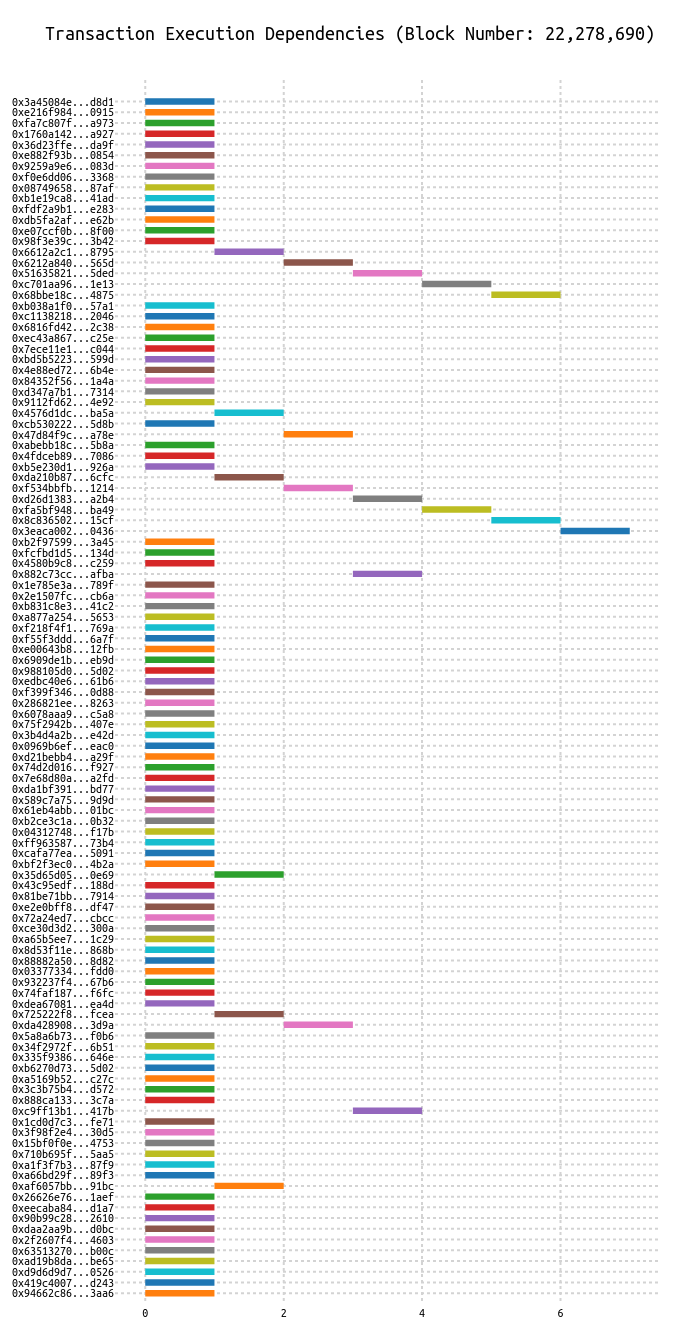 Transaction Execution Dependencies (Block Number: 22,278,690)
0x3a45084e...d8d1
0xe216f984...0915
0xfa7c807f...a973
0x1760a142...a927
0x36d23ffe...da9f
0xe882f93b...0854
0x9259a9e6...083d
0xf0e6dd06...3368
0x08749658...87af
0xb1e19ca8...41ad
0xfdf2a9b1...e283
0xdb5fa2af...e62b
0xe07ccf0b...8f00
0x98f3e39c...3b42
0x6612a2c1...8795
0x6212a840...565d
0x51635821...5ded
0xc701aa96...1e13
0x68bbe18c...4875
0xb038a1f0...57a1
0xc1138218...2046
0x6816fd42...2c38
0xec43a867...c25e
0x7ece11e1...c044
0xbd5b5223...599d
0x4e88ed72...6b4e
0x84352f56...1a4a
0xd347a7b1...7314
0x9112fd62...4e92
0x4576d1dc...ba5a
0xcb530222...5d8b
0x47d84f9c...a78e
0xabebb18c...5b8a
0x4fdceb89...7086
0xb5e230d1...926a
0xda210b87...6cfc
0xf534bbfb...1214
0xd26d1383...a2b4
0xfa5bf948...ba49
0x8c836502...15cf
0x3eaca002...0436
0xb2f97599...3a45
0xfcfbd1d5...134d
0x4580b9c8...c259
0x882c73cc...afba
0x1e785e3a...789f
0x2e1507fc...cb6a
0xb831c8e3...41c2
0xa877a254...5653
0xf218f4f1...769a
0xf55f3ddd...6a7f
0xe00643b8...12fb
0x6909de1b...eb9d
0x988105d0...5d02
0xedbc40e6...61b6
0xf399f346...0d88
0x286821ee...8263
0x6078aaa9...c5a8
0x75f2942b...407e
0x3b4d4a2b...e42d
0x0969b6ef...eac0
0xd21bebb4...a29f
0x74d2d016...f927
0x7e68d80a...a2fd
0xda1bf391...bd77
0x589c7a75...9d9d
0x61eb4abb...01bc
0xb2ce3c1a...0b32
0x04312748...f17b
0xff963587...73b4
0xcafa77ea...5091
0xbf2f3ec0...4b2a
0x35d65d05...0e69
0x43c95edf...188d
0x81be71bb...7914
0xe2e0bff8...df47
0x72a24ed7...cbcc
0xce30d3d2...300a
0xa65b5ee7...1c29
0x8d53f11e...868b
0x88882a50...8d82
0x03377334...fdd0
0x932237f4...67b6
0x74faf187...f6fc
0xdea67081...ea4d
0x725222f8...fcea
0xda428908...3d9a
0x5a8a6b73...f0b6
0x34f2972f...6b51
0x335f9386...646e
0xb6270d73...5d02
0xa5169b52...c27c
0x3c3b75b4...d572
0x888ca133...3c7a
0xc9ff13b1...417b
0x1cd0d7c3...fe71
0x3f98f2e4...30d5
0x15bf0f0e...4753
0x710b695f...5aa5
0xa1f3f7b3...87f9
0xa66bd29f...89f3
0xaf6057bb...91bc
0x26626e76...1aef
0xeecaba84...d1a7
0x90b99c28...2610
0xdaa2aa9b...d0bc
0x2f2607f4...4603
0x63513270...b00c
0xad19b8da...be65
0xd9d6d9d7...0526
0x419c4007...d243
0x94662c86...3aa6
0 2 4 6